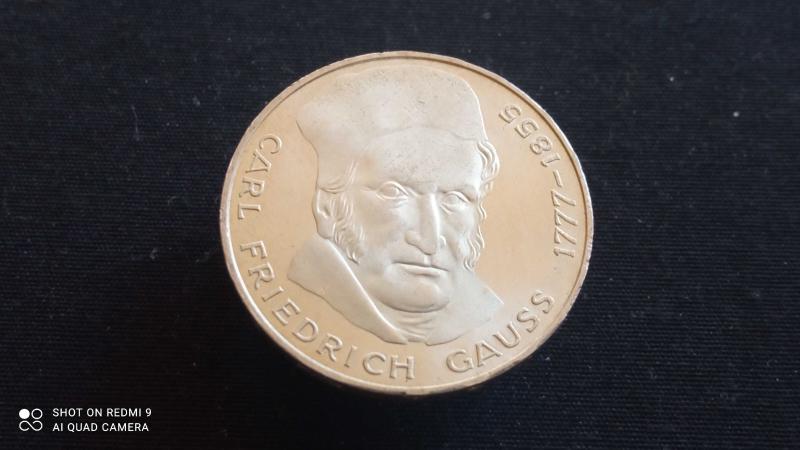 CARL FRIEDRICH GAUSS 1777-1855
SHOT ON REDMI 9
AI QUAD CAMERA